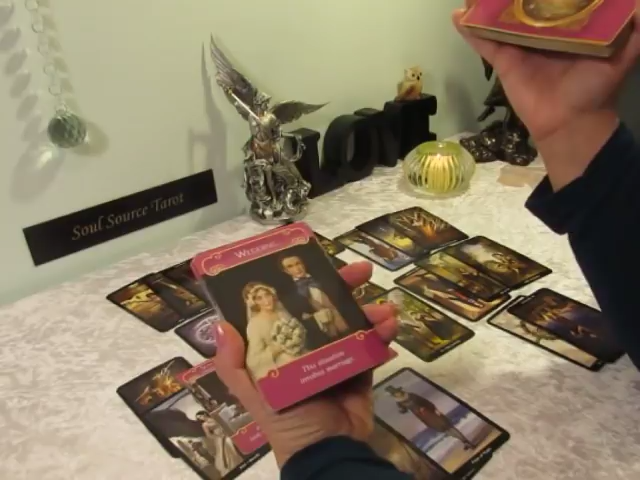 Soul Source Tarot
LOVE
WEDDING
This situation
involves marriage.